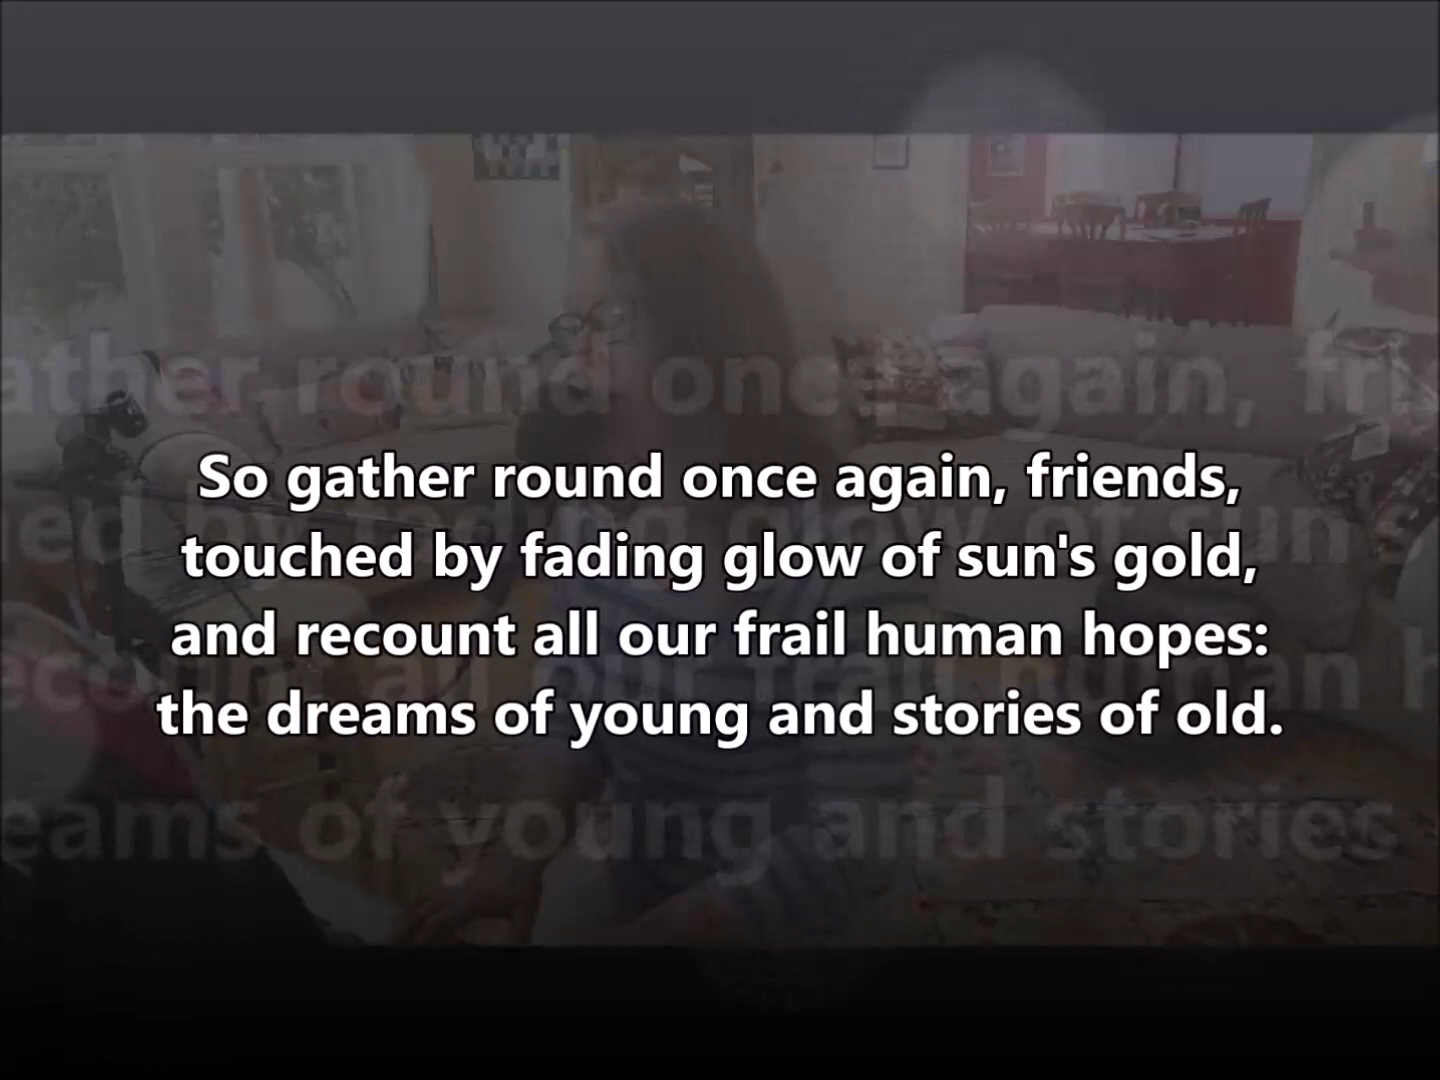 So gather round once again, friends,
touched by fading glow of sun's gold,
and recount all our frail human hopes:
the dreams of young and stories of old.